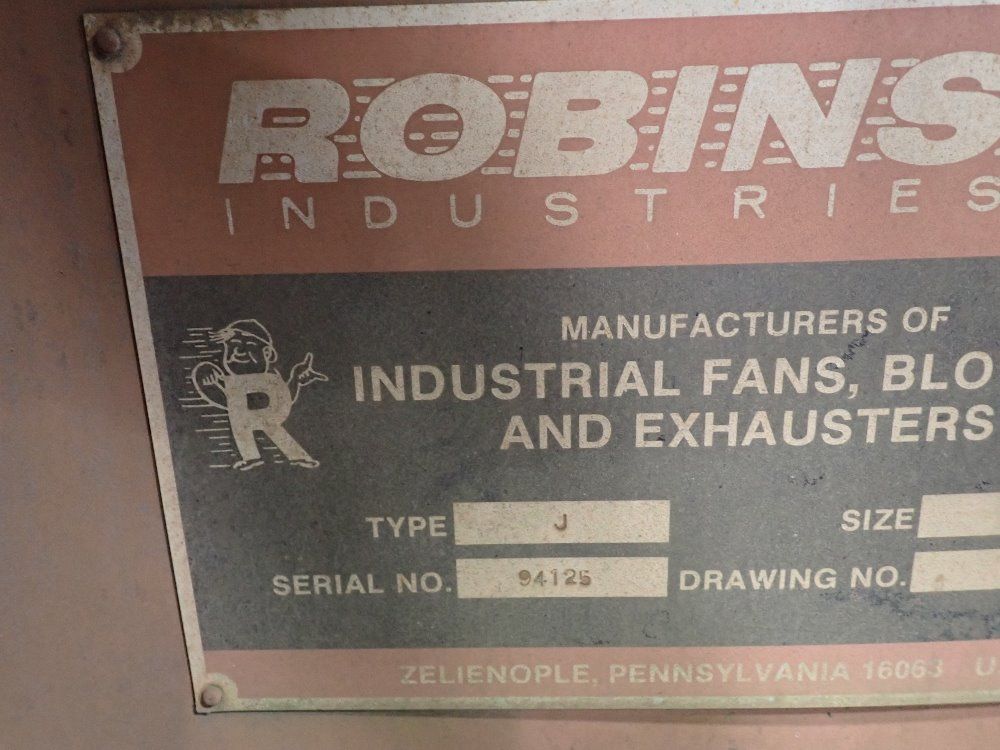 ROBINS
INDUSTRIES
MANUFACTURERS OF
INDUSTRIAL FANS, BLO
AND EXHAUSTERS
R
TYPE J SIZE
SERIAL NO. 94125 DRAWING NO.
ZELIENOPLE, PENNSYLVANIA 16063 U